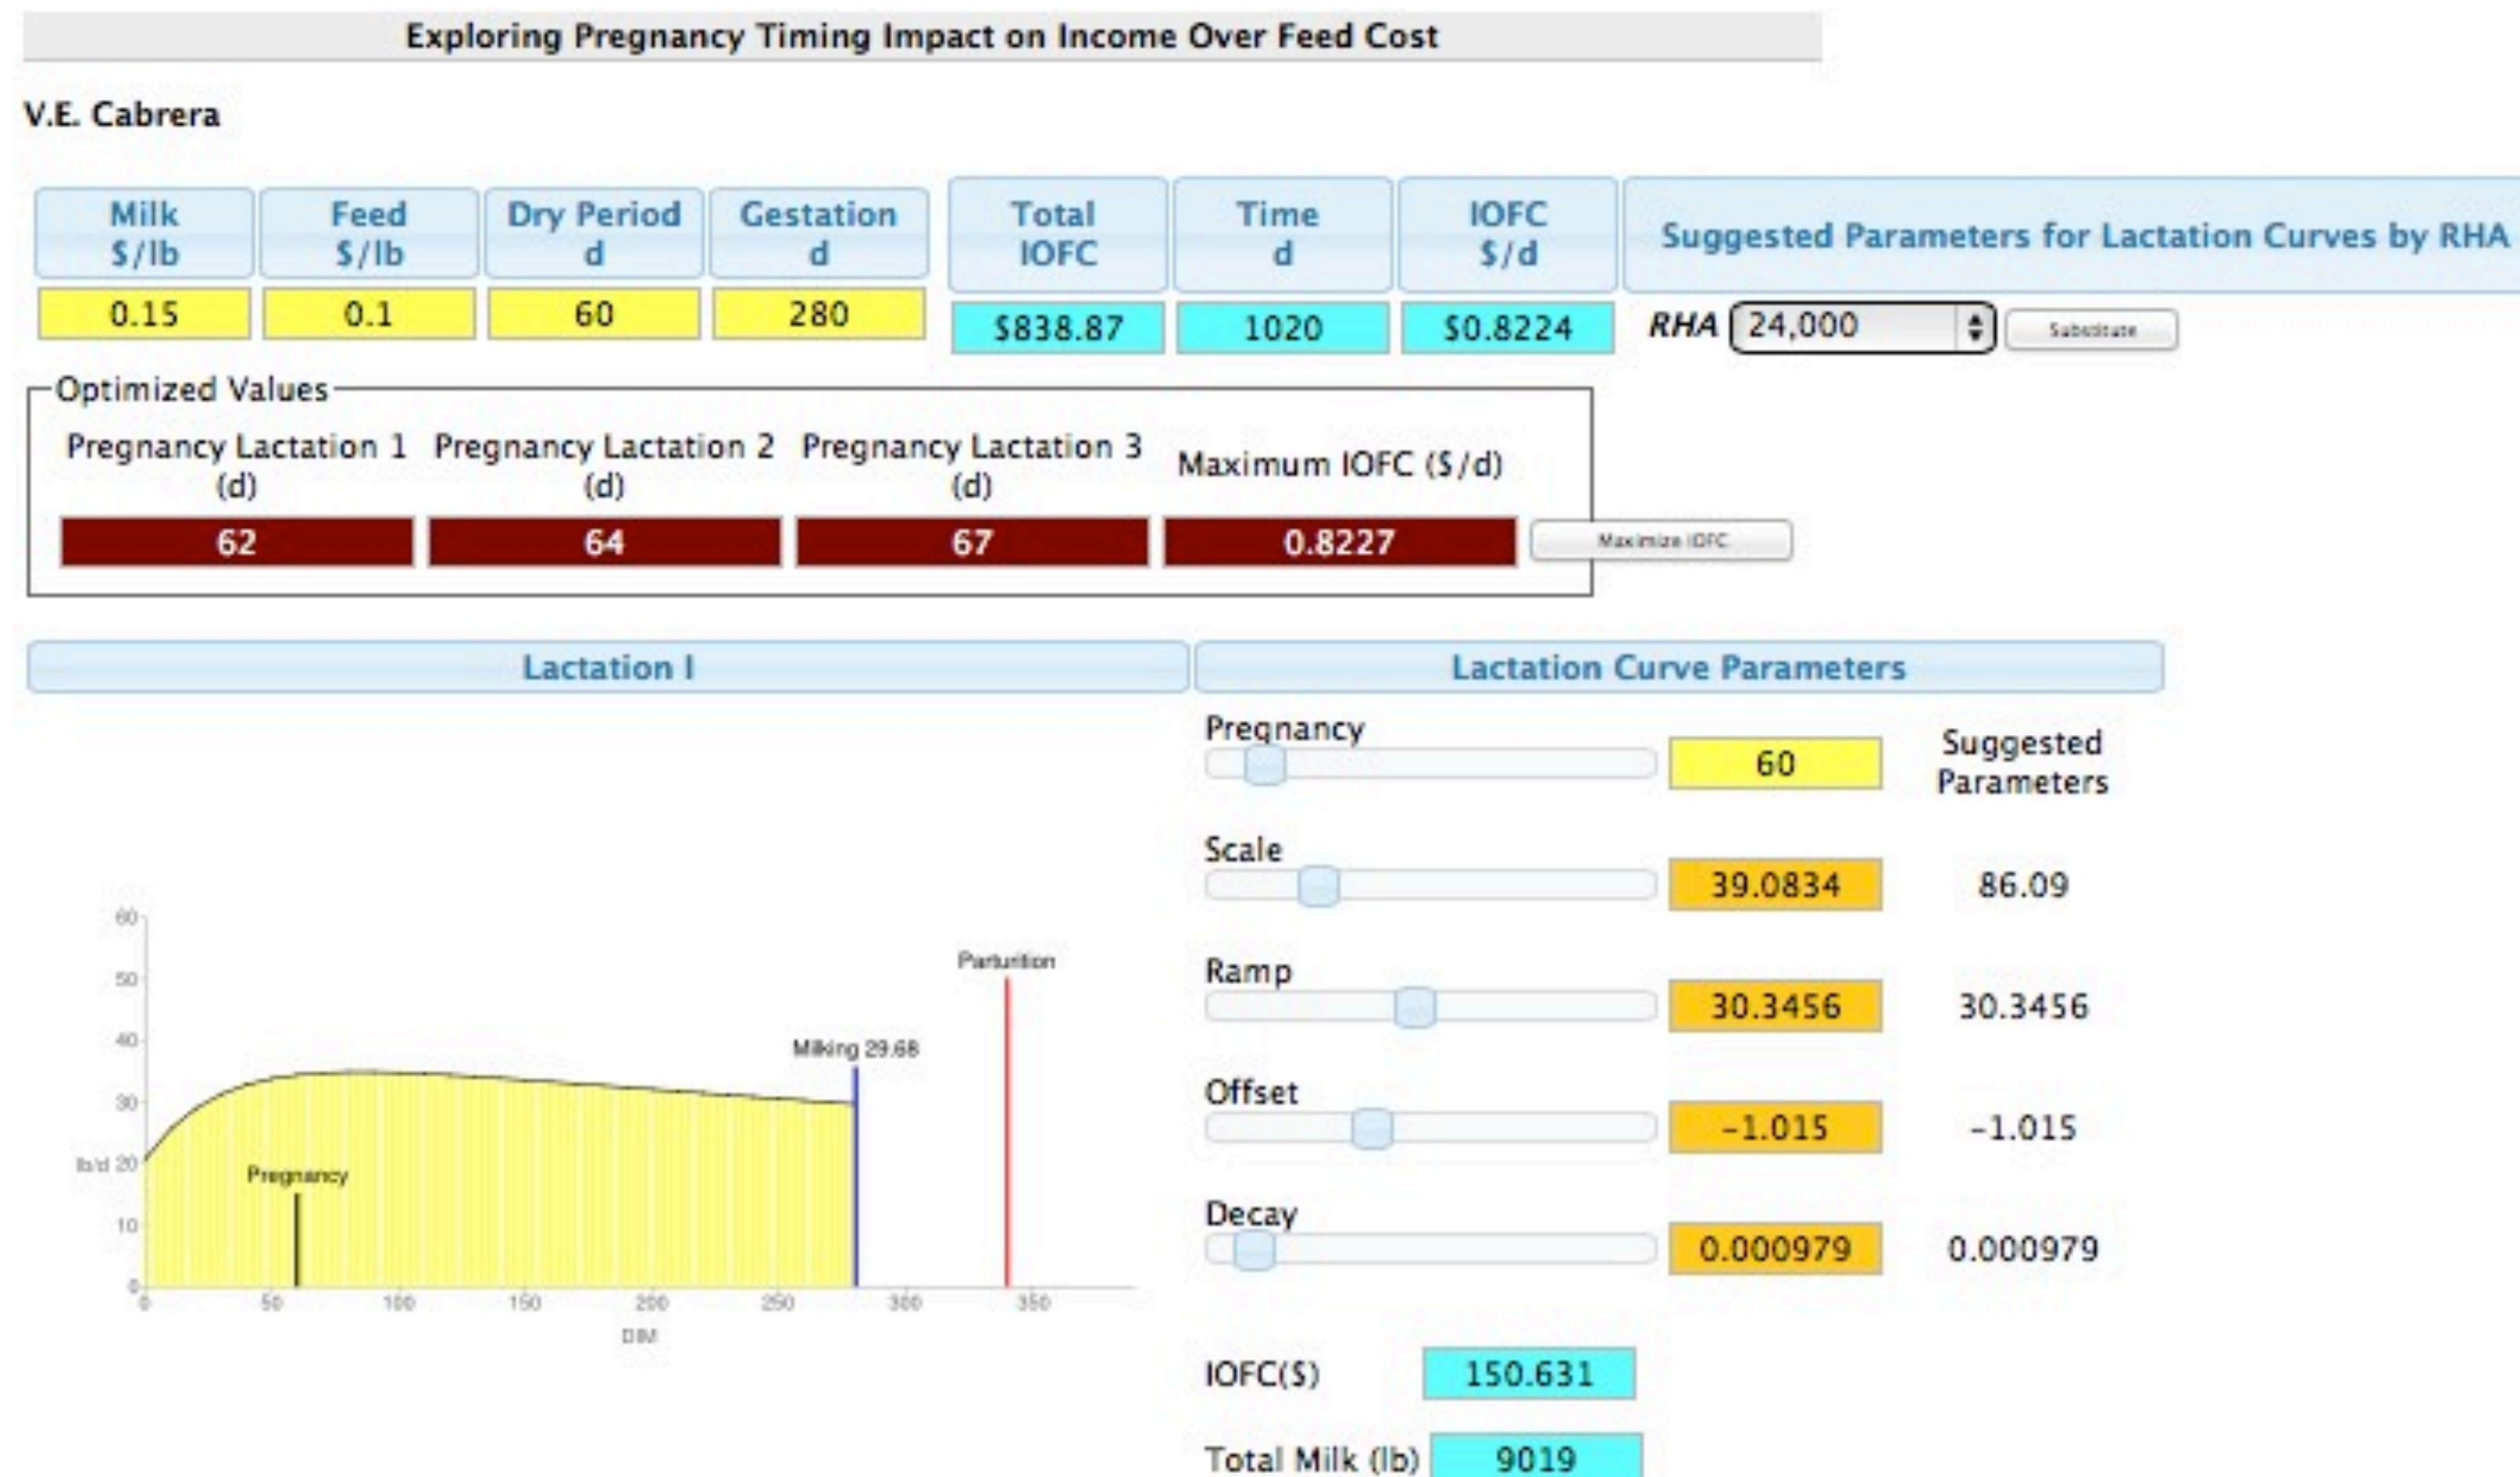 Exploring Pregnancy Timing Impact on Income Over Feed Cost
V.E. Cabrera
Milk $/lb
Feed $/lb
Dry Period d
Gestation d
Total IOFC
Time d
IOFC $/d
Suggested Parameters for Lactation Curves by RHA
0.15
0.1
60
280
$838.87
1020
$0.8224
RHA 24,000
Substitute
Optimized Values
Pregnancy Lactation 1 (d)
Pregnancy Lactation 2 (d)
Pregnancy Lactation 3 (d)
Maximum IOFC ($/d)
62
64
67
0.8227
Maximize IOFC
Lactation I
Lactation Curve Parameters
Pregnancy
60
Suggested Parameters
Scale
39.0834
86.09
Ramp
30.3456
30.3456
Offset
-1.015
-1.015
Decay
0.000979
0.000979
IOFC($)
150.631
Total Milk (lb)
9019
60
50
40
30
lb/d 20
10
0
Pregnancy
Milking 29.68
Parturition
0
50
100
150
200
250
300
350
DIM